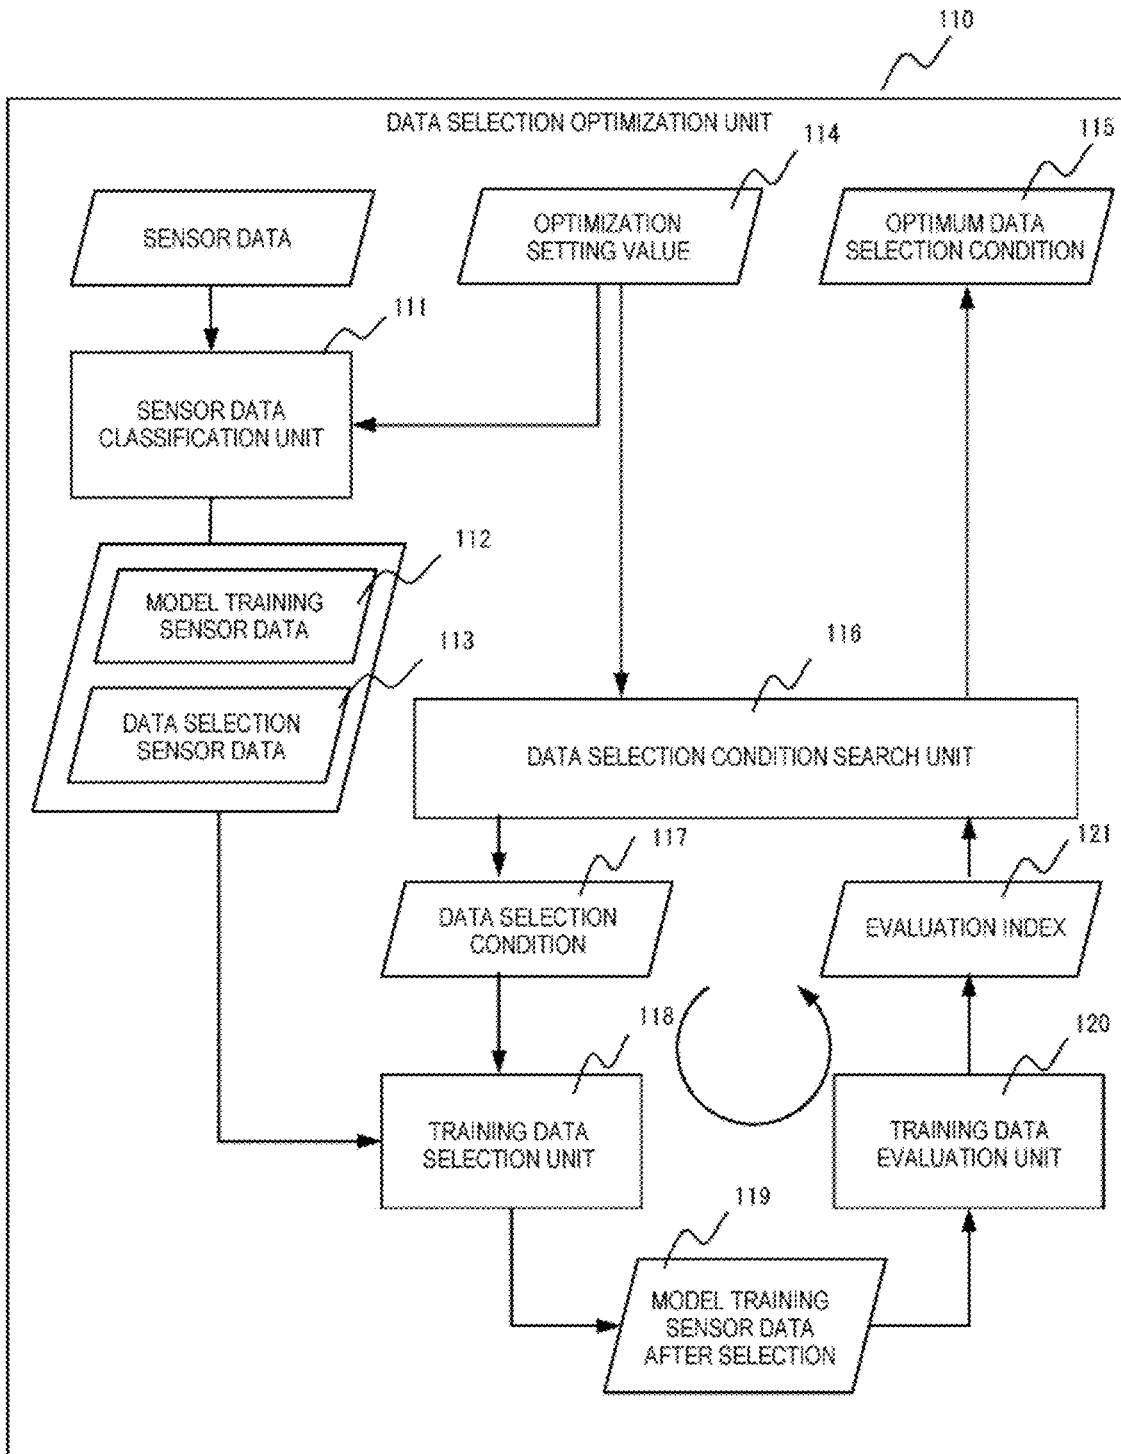 110
DATA SELECTION OPTIMIZATION UNIT
114
115
SENSOR DATA
OPTIMIZATION
SETTING VALUE
OPTIMUM DATA
SELECTION CONDITION
111
SENSOR DATA
CLASSIFICATION UNIT
112
MODEL TRAINING
SENSOR DATA
113
DATA SELECTION
SENSOR DATA
116
DATA SELECTION CONDITION SEARCH UNIT
117
DATA SELECTION
CONDITION
121
EVALUATION INDEX
118
TRAINING DATA
SELECTION UNIT
120
TRAINING DATA
EVALUATION UNIT
119
MODEL TRAINING
SENSOR DATA
AFTER SELECTION